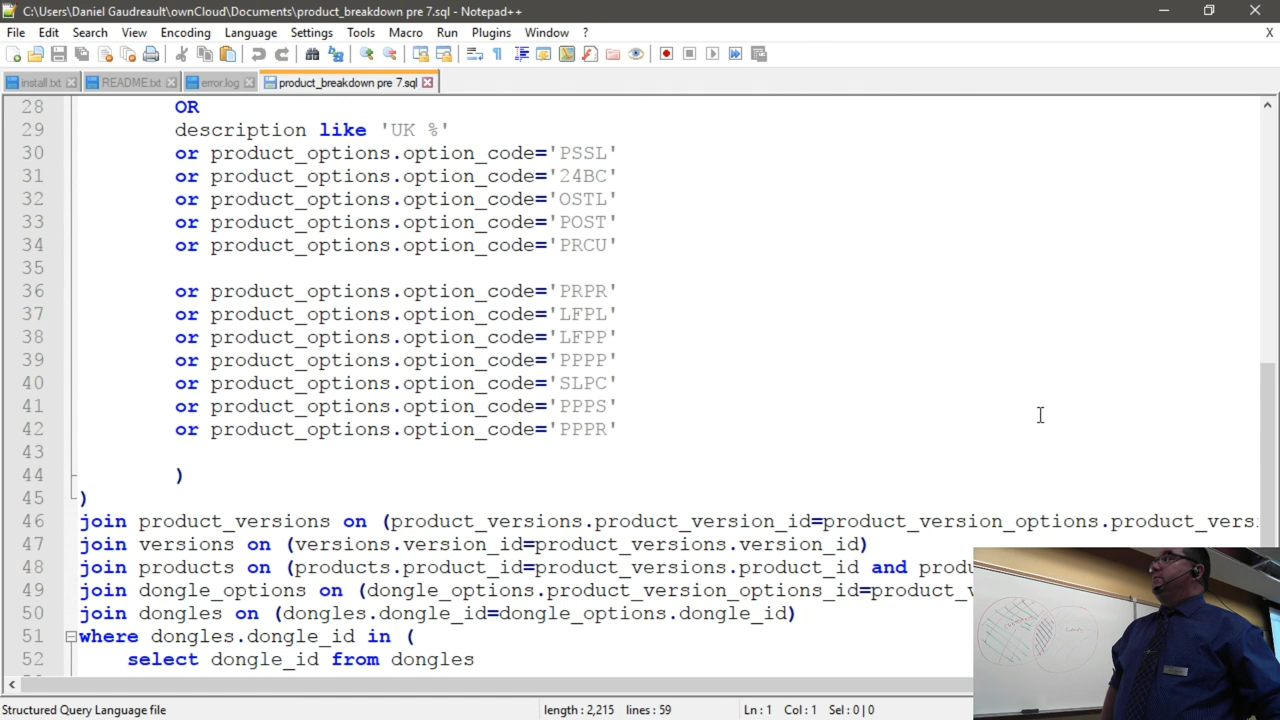 C:\Users\Daniel Gaudreault\ownCloud\Documents\product_breakdown pre 7.sql - Notepad++
File Edit Search View Encoding Language Settings Tools Macro Run Plugins Window ? X
install.txt README.txt error.log product_breakdown pre 7.sql
28 OR
29 description like 'UK %'
30 or product_options.option_code='PSSL'
31 or product_options.option_code='24BC'
32 or product_options.option_code='OSTL'
33 or product_options.option_code='POST'
34 or product_options.option_code='PRCU'
35
36 or product_options.option_code='PRPR'
37 or product_options.option_code='LFPL'
38 or product_options.option_code='LFPP'
39 or product_options.option_code='PPPP'
40 or product_options.option_code='SLPC'
41 or product_options.option_code='PPPS'
42 or product_options.option_code='PPPR'
43
44 )
45 )
46 join product_versions on (product_versions.product_version_id=product_version_options.product_vers
47 join versions on (versions.version_id=product_versions.version_id)
48 join products on (products.product_id=product_versions.product_id and produ
49 join dongle_options on (dongle_options.product_version_options_id=product_v
50 join dongles on (dongles.dongle_id=dongle_options.dongle_id)
51 where dongles.dongle_id in (
52 select dongle_id from dongles
Structured Query Language file length : 2,215 lines : 59 Ln : 1 Col : 1 Sel : 0 | 0